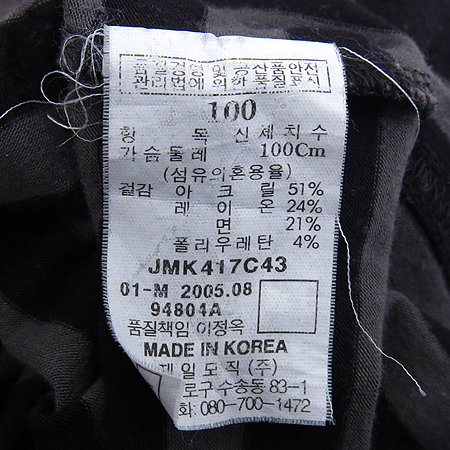 품질경영 및 공산품안전
관리법에 의한 품질표시
100
항 목 신체치수
가슴둘레 100Cm
(섬유의혼용율)
겉감 아크릴 51%
레이온 24%
면 21%
폴리우레탄 4%
JMK417C43
01-M 2005.08
94804A
품질책임 이정옥
MADE IN KOREA
제일모직 (주)
로구 수송동 83-1
화:080-700-1472